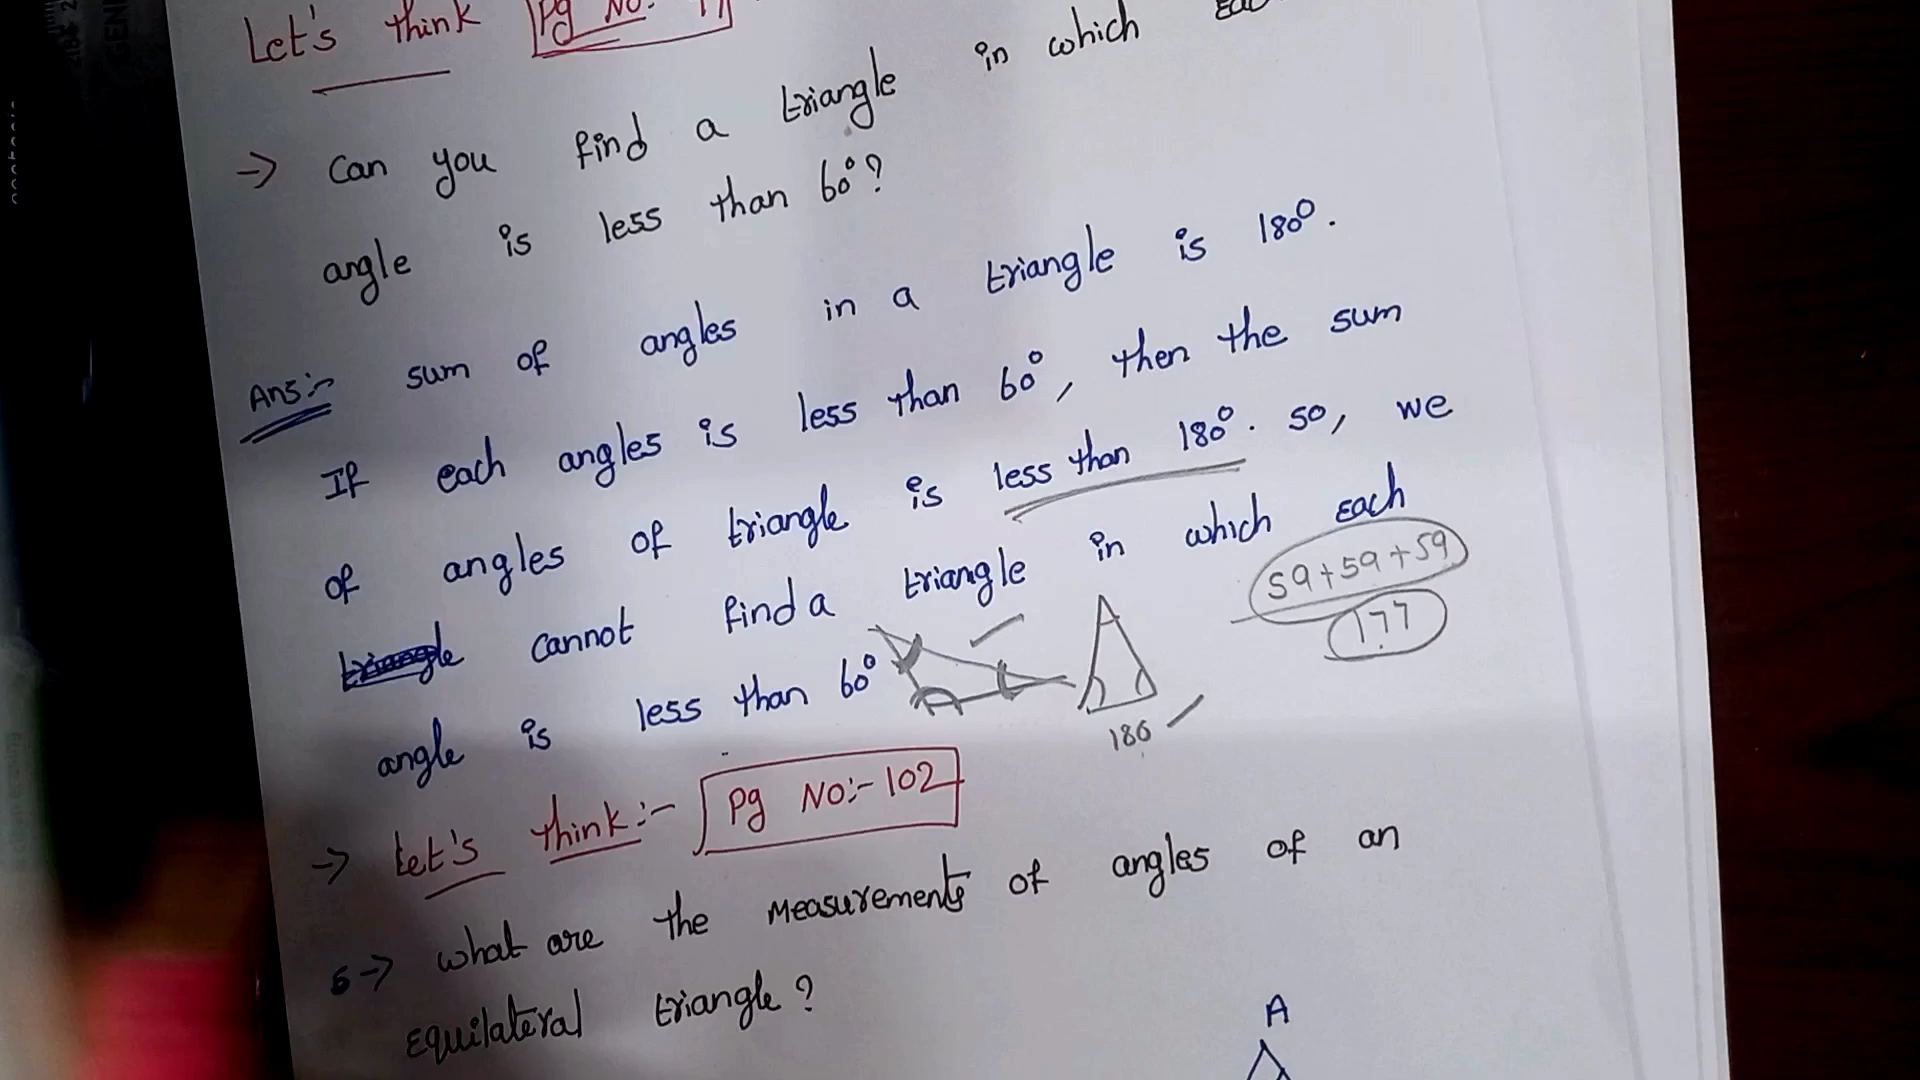 Let's think Pg No:-
→ Can you find a triangle in which
angle is less than 60°?
Ans:- sum of angles in a triangle is 180°.
If each angles is less than 60°, then the sum
of angles of triangle is less than 180°. so, we
triangle cannot find a triangle in which each
59+59+59
177
angle is less than 60°
180
→ Let's think:- Pg No:- 102
5→ what are the measurements of angles of an
equilateral triangle?
A